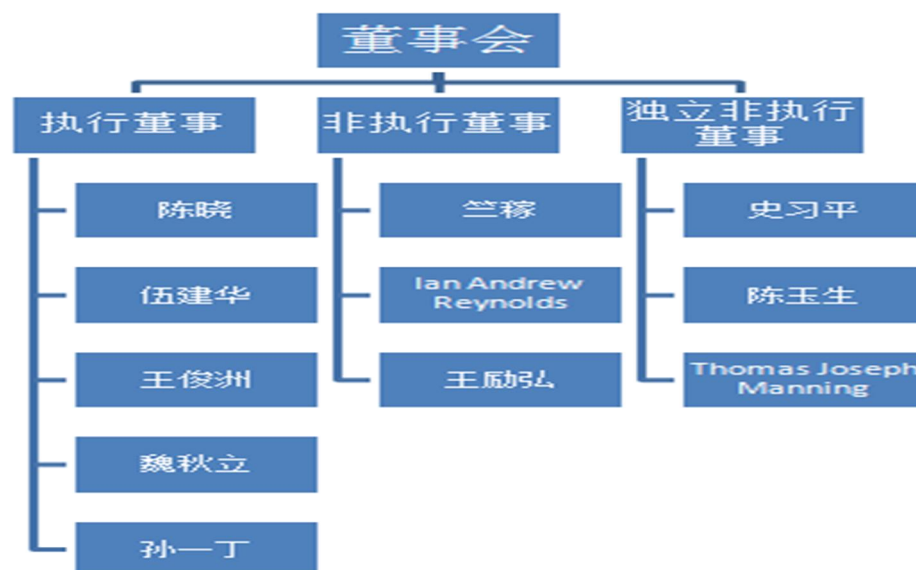 董事会
执行董事
非执行董事
独立非执行
董事
陈晓
竺稼
史习平
伍建华
Ian Andrew
Reynolds
陈玉生
王俊洲
王励弘
Thomas Joseph
Manning
魏秋立
孙一丁